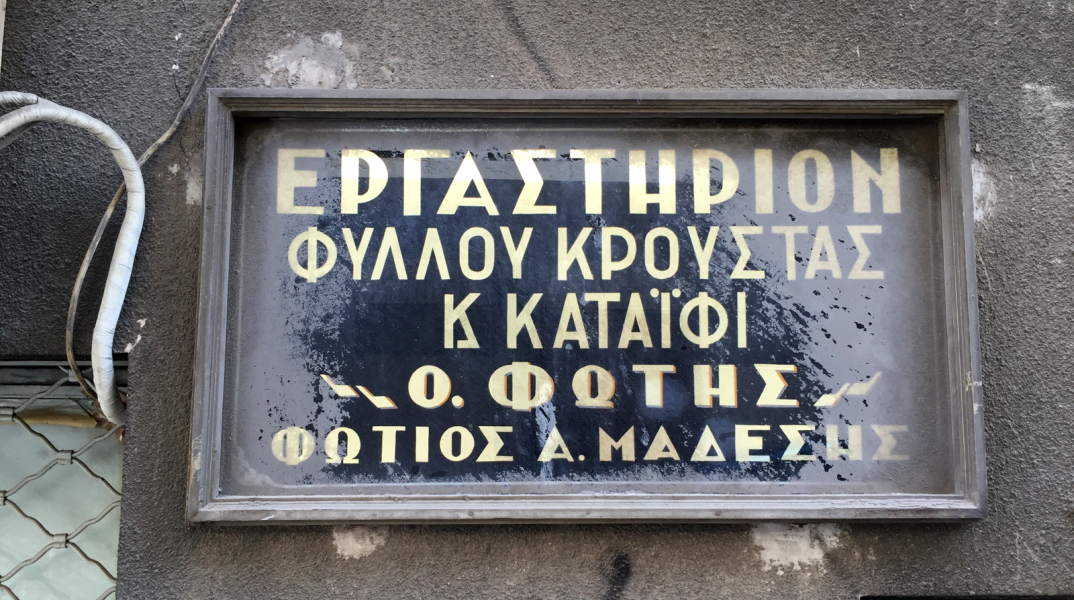 ΕΡΓΑΣΤΗΡΙΟΝ
ΦΥΛΛΟΥ ΚΡΟΥΣΤΑΣ
Κ ΚΑΤΑΪΦΙ
Ο. ΦΩΤΗΣ
ΦΩΤΙΟΣ Α. ΜΑΔΕΣΗΣ